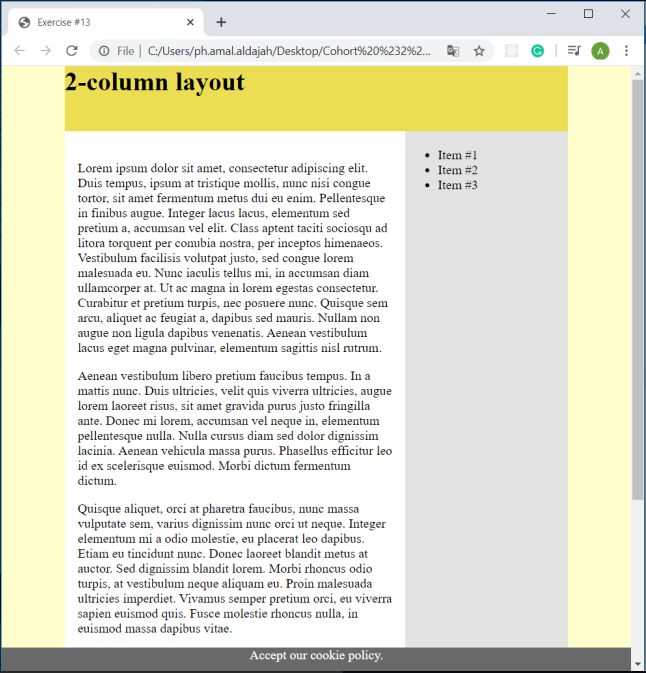 Exercise #13
File | C:/Users/ph.amal.aldajah/Desktop/Cohort%20%232%2...
A
2-column layout
Lorem ipsum dolor sit amet, consectetur adipiscing elit.
Duis tempus, ipsum at tristique mollis, nunc nisi congue
tortor, sit amet fermentum metus dui eu enim. Pellentesque
in finibus augue. Integer lacus lacus, elementum sed
pretium a, accumsan vel elit. Class aptent taciti sociosqu ad
litora torquent per conubia nostra, per inceptos himenaeos.
Vestibulum facilisis volutpat justo, sed congue lorem
malesuada eu. Nunc iaculis tellus mi, in accumsan diam
ullamcorper at. Ut ac magna in lorem egestas consectetur.
Curabitur et pretium turpis, nec posuere nunc. Quisque sem
arcu, aliquet ac feugiat a, dapibus sed mauris. Nullam non
augue non ligula dapibus venenatis. Aenean vestibulum
lacus eget magna pulvinar, elementum sagittis nisl rutrum.
Aenean vestibulum libero pretium faucibus tempus. In a
mattis nunc. Duis ultricies, velit quis viverra ultricies, augue
lorem laoreet risus, sit amet gravida purus justo fringilla
ante. Donec mi lorem, accumsan vel neque in, elementum
pellentesque nulla. Nulla cursus diam sed dolor dignissim
lacinia. Aenean vehicula massa purus. Phasellus efficitur leo
id ex scelerisque euismod. Morbi dictum fermentum
dictum.
Quisque aliquet, orci at pharetra faucibus, nunc massa
vulputate sem, varius dignissim nunc orci ut neque. Integer
elementum mi a odio molestie, eu placerat leo dapibus.
Etiam eu tincidunt nunc. Donec laoreet blandit metus at
auctor. Sed dignissim blandit lorem. Morbi rhoncus odio
turpis, at vestibulum neque aliquam eu. Proin malesuada
ultricies imperdiet. Vivamus semper pretium orci, eu viverra
sapien euismod quis. Fusce molestie rhoncus nulla, in
euismod massa dapibus vitae.
• Item #1
• Item #2
• Item #3
Accept our cookie policy.